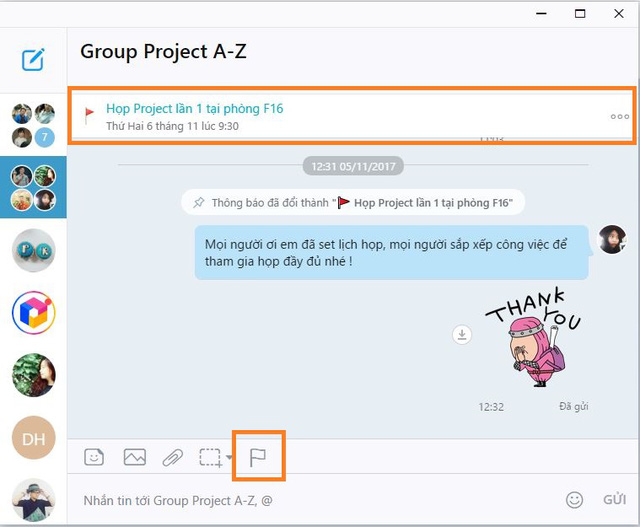 Group Project A-Z
Họp Project lần 1 tại phòng F16
Thứ Hai 6 tháng 11 lúc 9:30
12:31 05/11/2017
Thông báo đã đổi thành "🚩 Họp Project lần 1 tại phòng F16"
Mọi người ơi em đã set lịch họp, mọi người sắp xếp công việc để
tham gia họp đầy đủ nhé !
THANK
YOU
12:32
Đã gửi
7
DH
Nhắn tin tới Group Project A-Z, @
GỬI